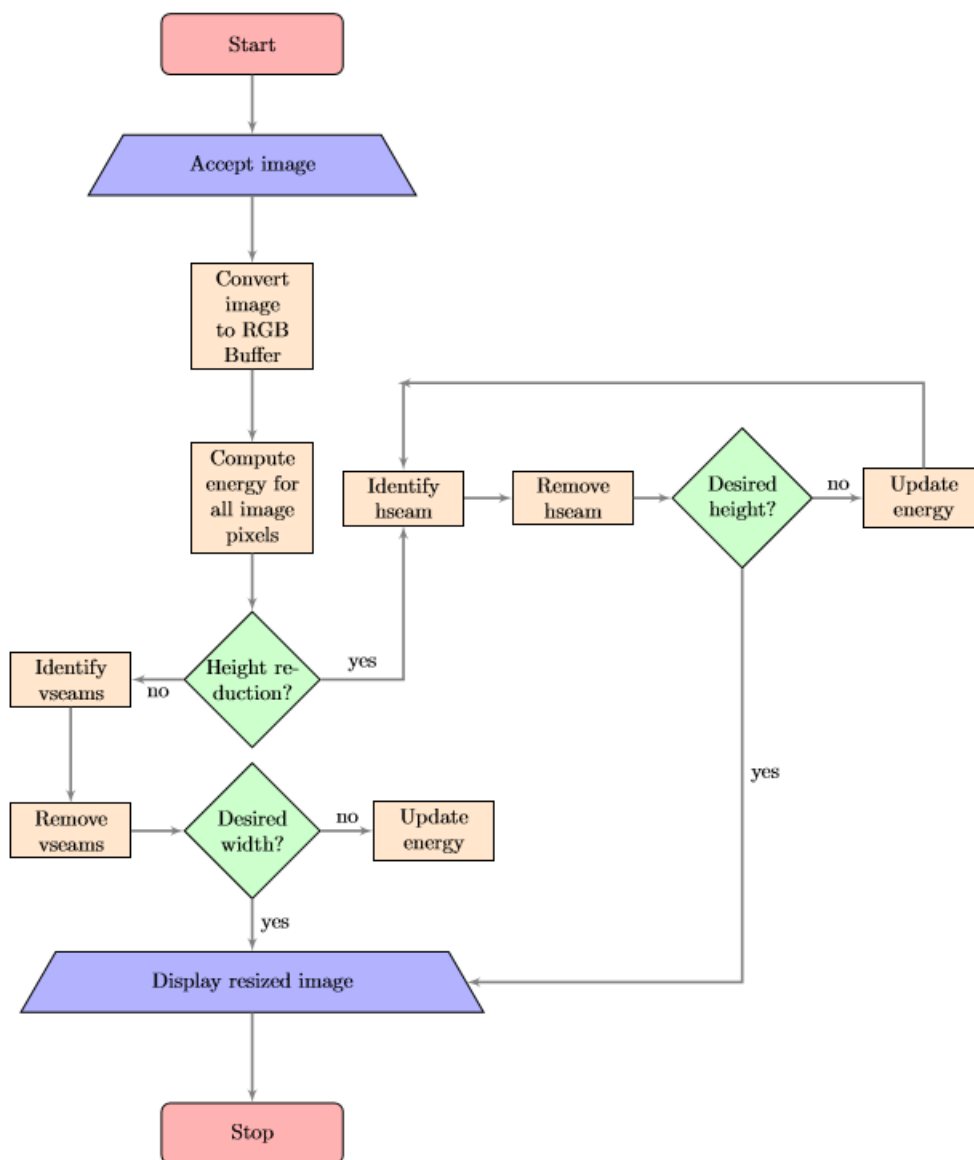 Start
Accept image
Convert
image
to RGB
Buffer
Compute
energy for
all image
pixels
Identify
hseam
Remove
hseam
Desired
height?
no
Update
energy
Height re-
duction?
yes
no
Identify
vseams
yes
Remove
vseams
Desired
width?
no
Update
energy
yes
Display resized image
Stop